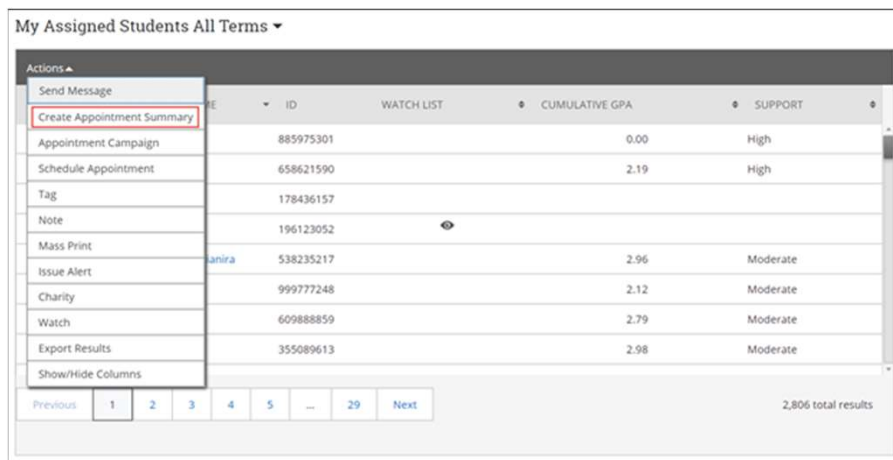 My Assigned Students All Terms
Actions
Send Message
Create Appointment Summary
Appointment Campaign
Schedule Appointment
Tag
Note
Mass Print
Issue Alert
Charity
Watch
Export Results
Show/Hide Columns
ID WATCH LIST CUMULATIVE GPA SUPPORT
885975301 0.00 High
658621590 2.19 High
178436157
196123052
538235217 2.96 Moderate
999777248 2.12 Moderate
609888859 2.79 Moderate
355089613 2.98 Moderate
Previous 1 2 3 4 5 ... 29 Next 2,806 total results